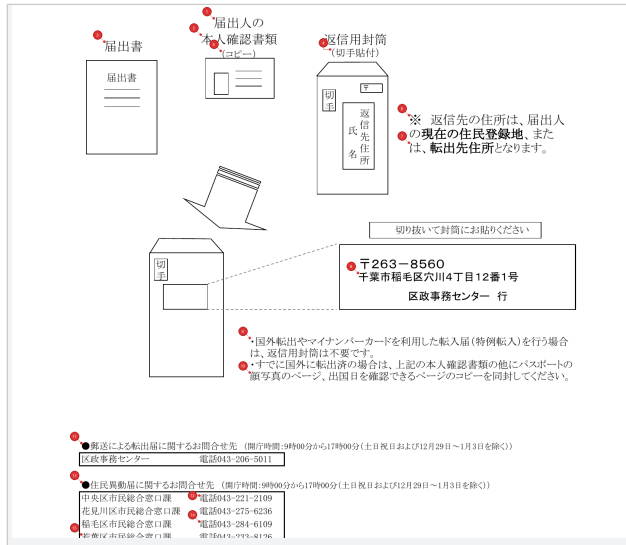 届出書
届出人の
本人確認書類
(コピー)
返信用封筒
(切手貼付)
届出書
〒
切手
返信先住所
氏名
※ 返信先の住所は、届出人
の現在の住民登録地、また
は、転出先住所となります。
切り抜いて封筒にお貼りください
切手
〒263-8560
千葉市稲毛区穴川4丁目12番1号
区政事務センター 行
・国外転出やマイナンバーカードを利用した転入届(特例転入)を行う場合
は、返信用封筒は不要です。
・すでに国外に転出済の場合は、上記の本人確認書類の他にパスポートの
顔写真のページ、出国日を確認できるページのコピーを同封してください。
●郵送による転出届に関するお問合せ先 (開庁時間:9時00分から17時00分(土日祝日および12月29日~1月3日を除く))
区政事務センター 電話043-206-5011
●住民異動届に関するお問合せ先 (開庁時間:9時00分から17時00分(土日祝日および12月29日~1月3日を除く))
中央区市民総合窓口課 電話043-221-2109
花見川区市民総合窓口課 電話043-275-6236
稲毛区市民総合窓口課 電話043-284-6109
若葉区市民総合窓口課 電話043-233-8126